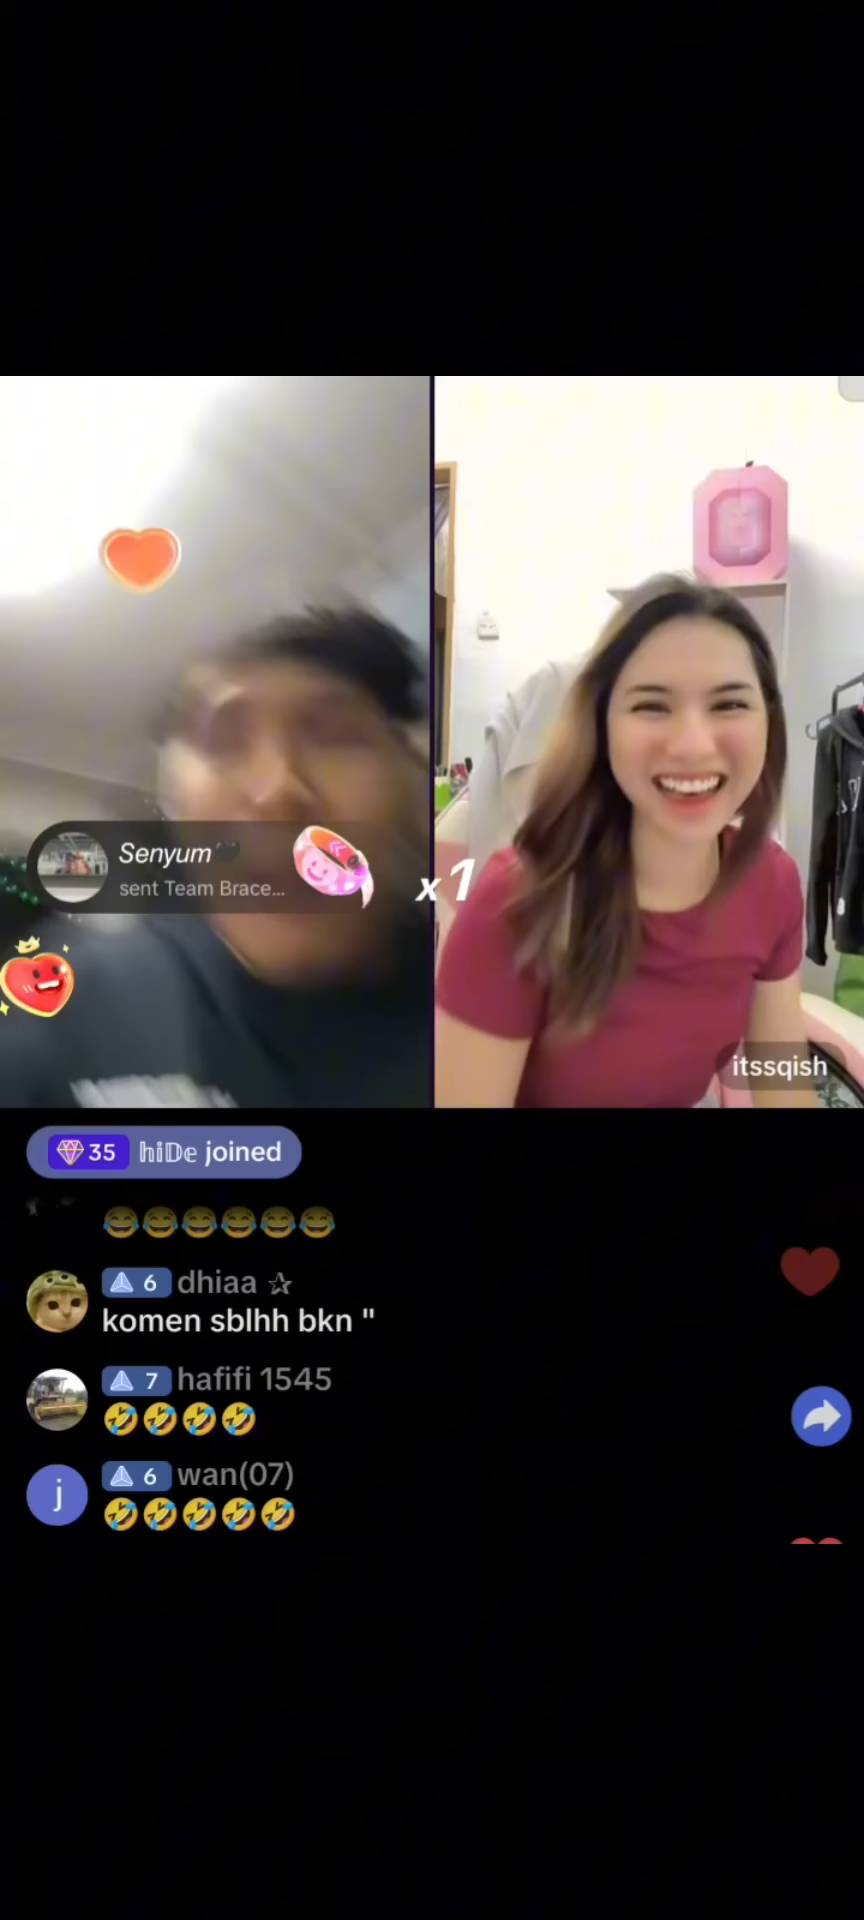 Senyum🖤
sent Team Brace...
x1
itssqish
35 𝕙𝕚𝔻𝕖 joined
😂😂😂😂😂😂
6 dhiaa ☆
komen sblhh bkn "
7 hafifi 1545
🤣🤣🤣🤣
j
6 wan(07)
🤣🤣🤣🤣🤣